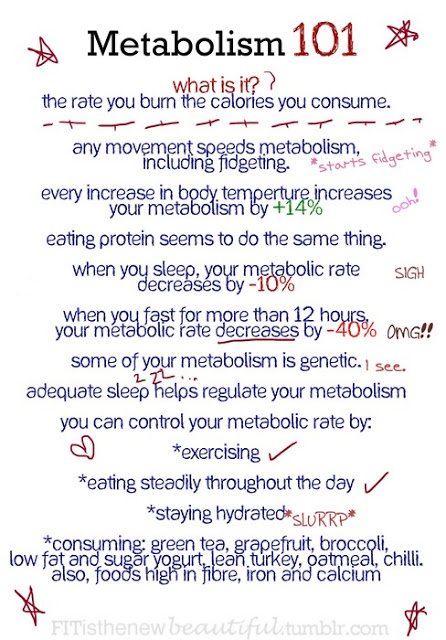 Metabolism 101
what is it?
the rate you burn the calories you consume.
any movement speeds metabolism,
including fidgeting. *starts fidgeting*
every increase in body temperture increases
your metabolism by +14% ooh!
eating protein seems to do the same thing.
when you sleep, your metabolic rate
decreases by -10% SIGH
when you fast for more than 12 hours,
your metabolic rate decreases by -40% OMG!!
some of your metabolism is genetic. I see.
zzz...
adequate sleep helps regulate your metabolism
you can control your metabolic rate by:
*exercising
*eating steadily throughout the day
*staying hydrated *SLURRP*
*consuming: green tea, grapefruit, broccoli,
low fat and sugar yogurt, lean turkey, oatmeal, chilli.
also, foods high in fibre, iron and calcium
FITisthenewbeautiful.tumblr.com